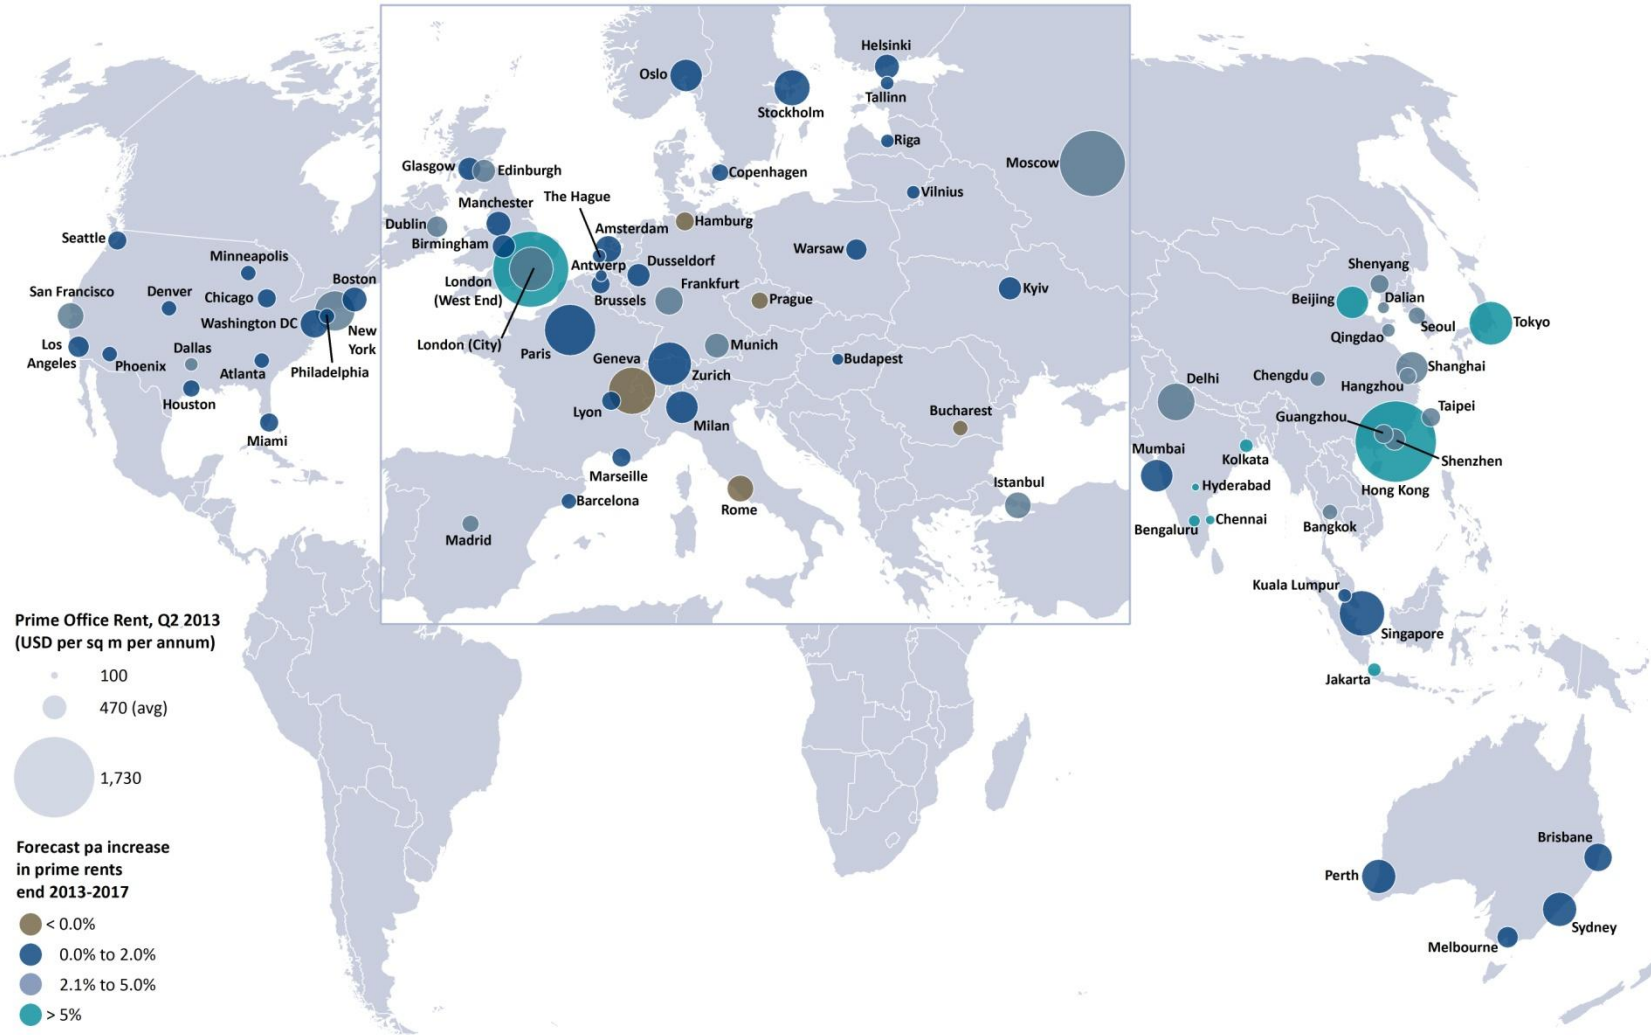 Helsinki
Oslo
Tallinn
Stockholm
Riga
Moscow
Glasgow
Edinburgh
Copenhagen
Vilnius
The Hague
Manchester
Dublin
Amsterdam
Hamburg
Birmingham
Warsaw
Antwerp
Dusseldorf
London
(West End)
Brussels
Frankfurt
Prague
Kyiv
London (City)
Paris
Geneva
Munich
Zurich
Budapest
Lyon
Milan
Bucharest
Marseille
Barcelona
Rome
Istanbul
Madrid
Seattle
Minneapolis
Boston
San Francisco
Denver
Chicago
Washington DC
New
York
Los
Angeles
Phoenix
Dallas
Atlanta
Philadelphia
Houston
Miami
Shenyang
Beijing
Dalian
Seoul
Tokyo
Qingdao
Shanghai
Delhi
Chengdu
Hangzhou
Taipei
Guangzhou
Mumbai
Kolkata
Shenzhen
Hyderabad
Hong Kong
Bengaluru
Chennai
Bangkok
Kuala Lumpur
Singapore
Jakarta
Brisbane
Perth
Sydney
Melbourne
Prime Office Rent, Q2 2013
(USD per sq m per annum)
100
470 (avg)
1,730
Forecast pa increase
in prime rents
end 2013-2017
< 0.0%
0.0% to 2.0%
2.1% to 5.0%
> 5%